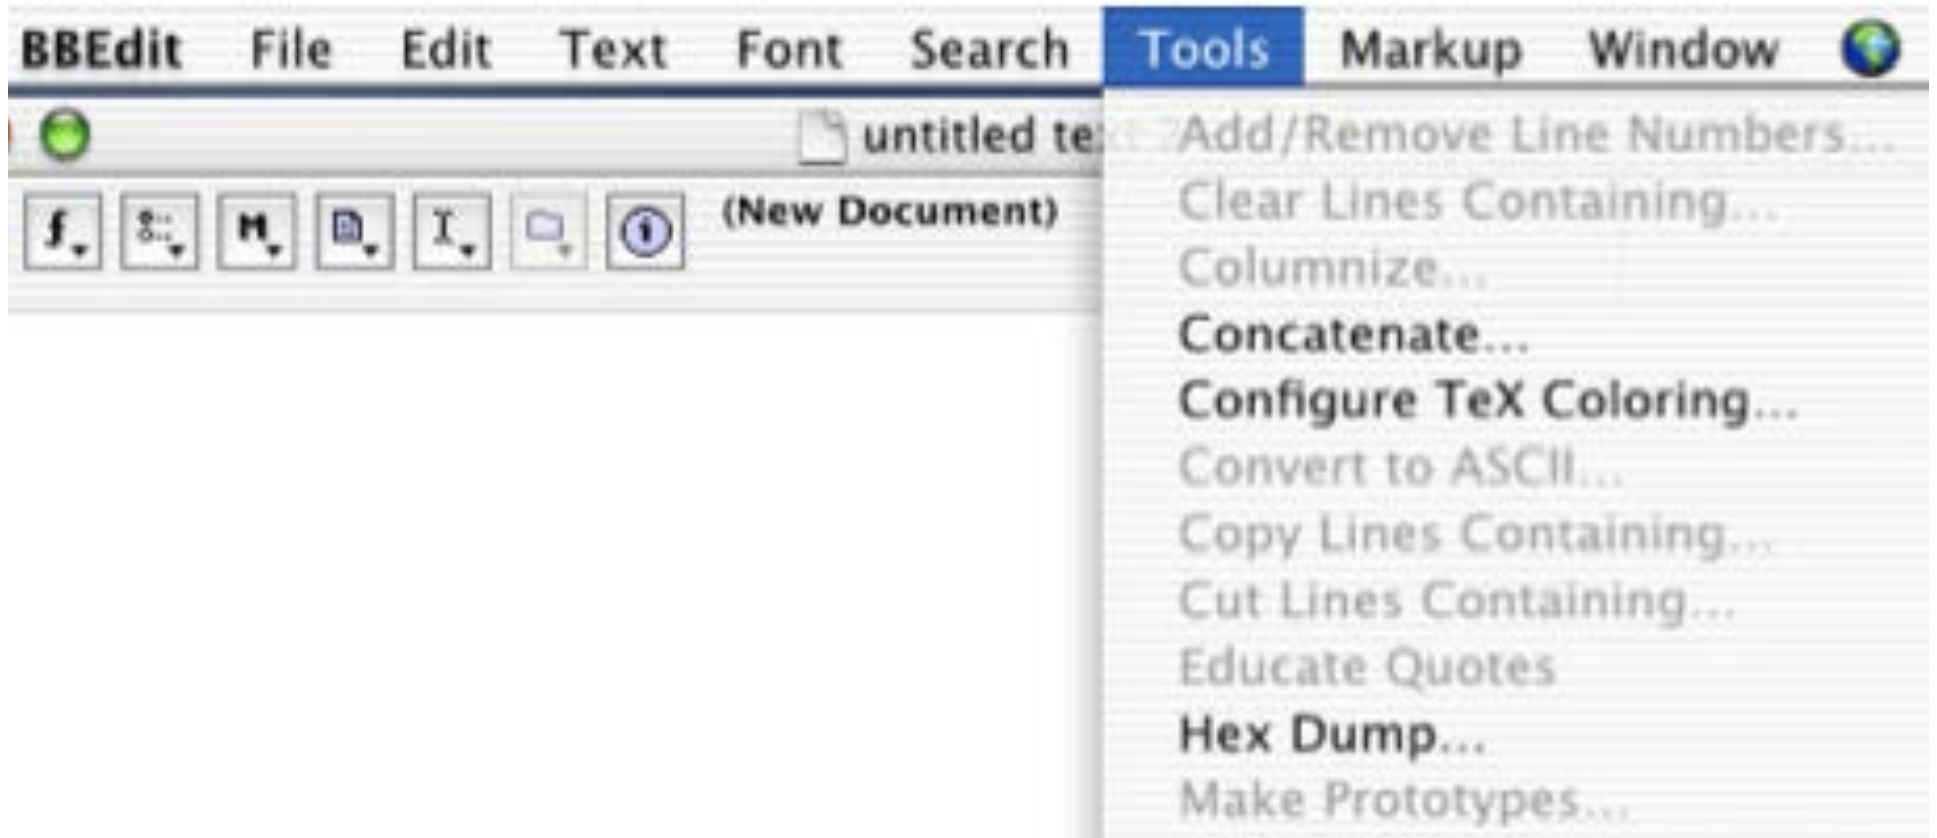 BBEdit File Edit Text Font Search Tools Markup Window
untitled te
(New Document)
Add/Remove Line Numbers...
Clear Lines Containing...
Columnize...
Concatenate...
Configure TeX Coloring...
Convert to ASCII...
Copy Lines Containing...
Cut Lines Containing...
Educate Quotes
Hex Dump...
Make Prototypes...